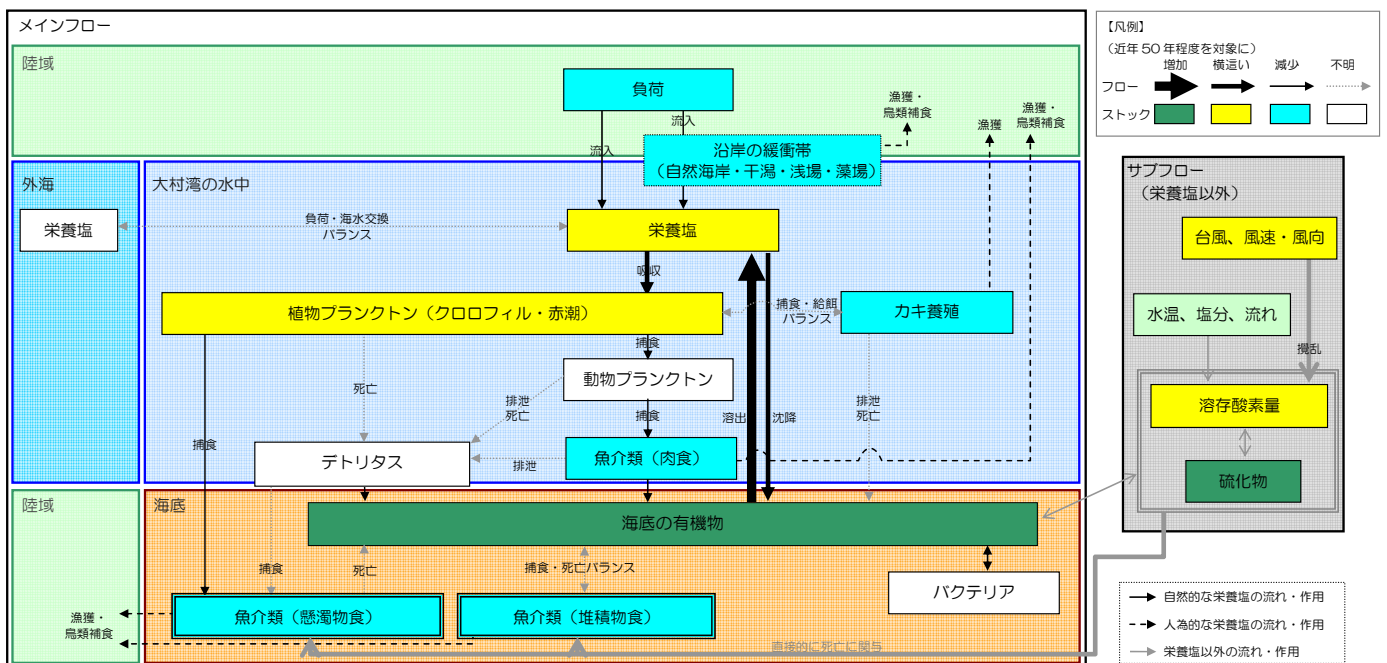 メインフロー
陸域
負荷
流入
流入
沿岸の緩衝帯
（自然海岸・干潟・浅場・藻場）
漁獲・
鳥類補食
漁獲
漁獲・
鳥類補食
【凡例】
（近年50年程度を対象に）
増加
横這い
減少
不明
フロー
ストック
外海
栄養塩
大村湾の水中
負荷・海水交換
バランス
栄養塩
吸収
植物プランクトン（クロロフィル・赤潮）
捕食・給餌
バランス
カキ養殖
捕食
動物プランクトン
死亡
排泄
死亡
捕食
溶出
沈降
排泄
死亡
捕食
デトリタス
排泄
魚介類（肉食）
陸域
海底
海底の有機物
捕食
死亡
捕食・死亡バランス
バクテリア
魚介類（懸濁物食）
魚介類（堆積物食）
漁獲・
鳥類補食
直接的に死亡に関与
サブフロー
（栄養塩以外）
台風、風速・風向
水温、塩分、流れ
攪乱
溶存酸素量
硫化物
自然的な栄養塩の流れ・作用
人為的な栄養塩の流れ・作用
栄養塩以外の流れ・作用